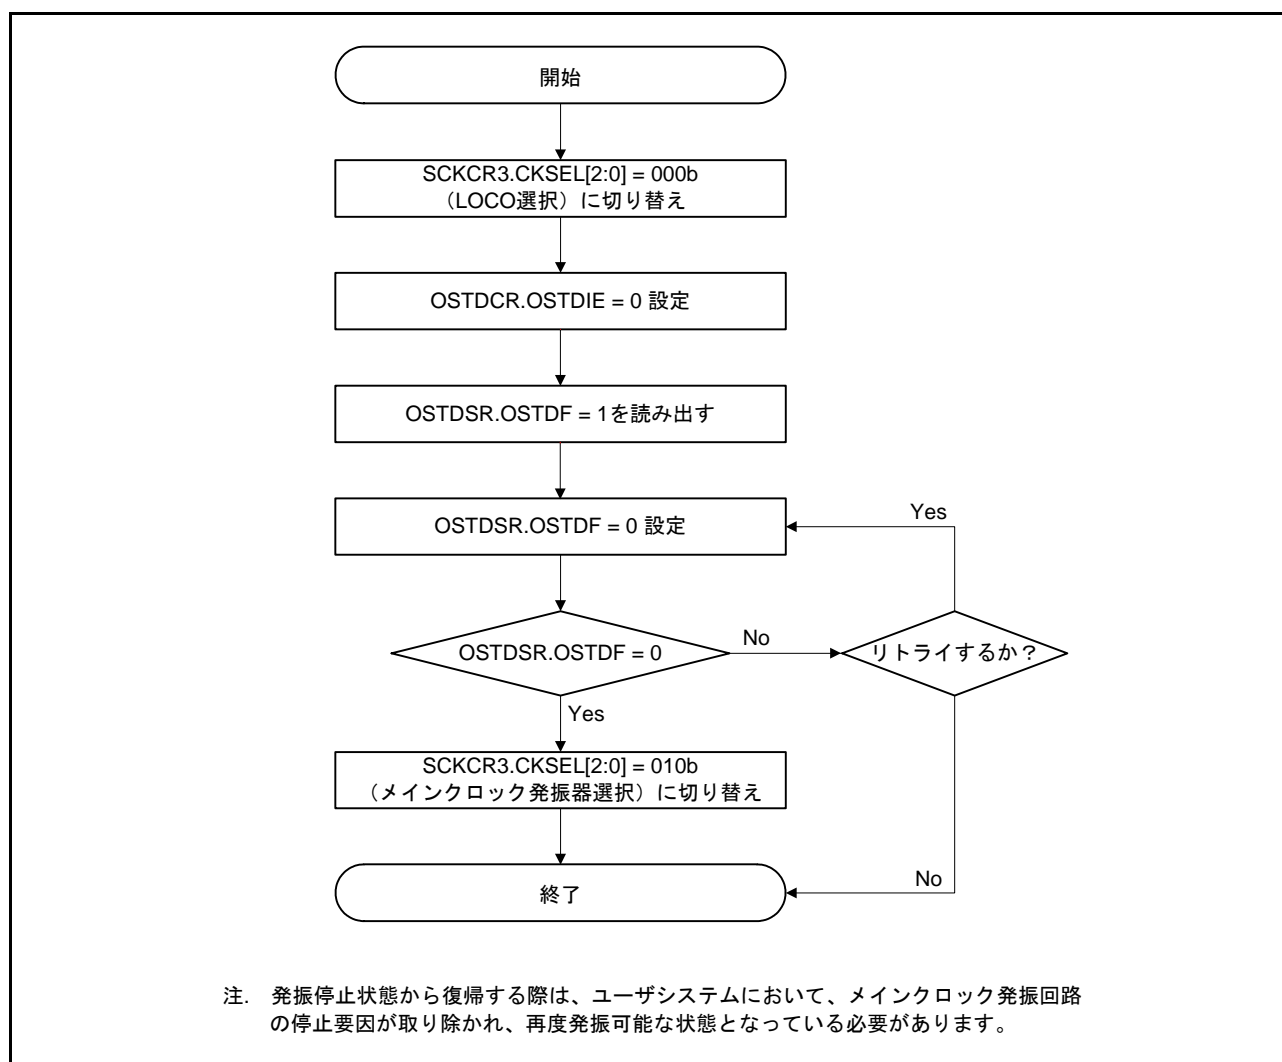 開始
SCKCR3.CKSEL[2:0] = 000b
（LOCO選択）に切り替え
OSTDCR.OSTDIE = 0 設定
OSTDSR.OSTDF = 1を読み出す
OSTDSR.OSTDF = 0 設定
Yes
OSTDSR.OSTDF = 0
No
リトライするか？
Yes
SCKCR3.CKSEL[2:0] = 010b
（メインクロック発振器選択）に切り替え
No
終了
注. 発振停止状態から復帰する際は、ユーザシステムにおいて、メインクロック発振回路
の停止要因が取り除かれ、再度発振可能な状態となっている必要があります。